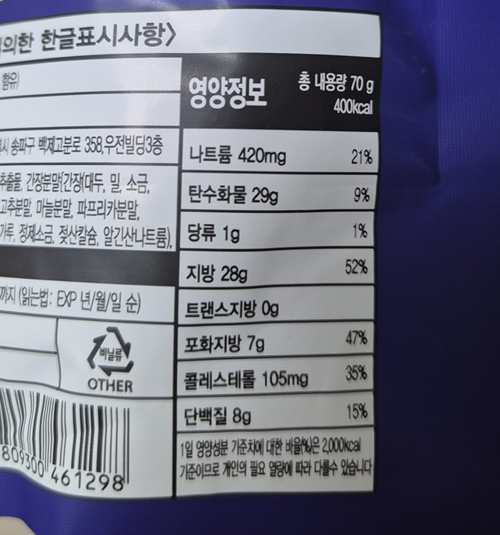 의한 한글표시사항>
함유)
영양정보
총 내용량 70 g
400kcal
시 송파구 백제고분로 358,우전빌딩3층
나트륨 420mg 21%
추출물, 간장분말{간장(대두, 밀, 소금,
고추분말, 마늘분말, 파프리카분말,
가루, 정제소금, 젖산칼슘, 알긴산나트륨),
탄수화물 29g 9%
당류 1g 1%
지방 28g 52%
까지 (읽는법: EXP 년/월/일 순)
트랜스지방 0g
포화지방 7g 47%
비닐류
OTHER
콜레스테롤 105mg 35%
단백질 8g 15%
809300 461298
1일 영양성분 기준치에 대한 비율(%)은 2,000kcal
기준이므로 개인의 필요 열량에 따라 다를수 있습니다